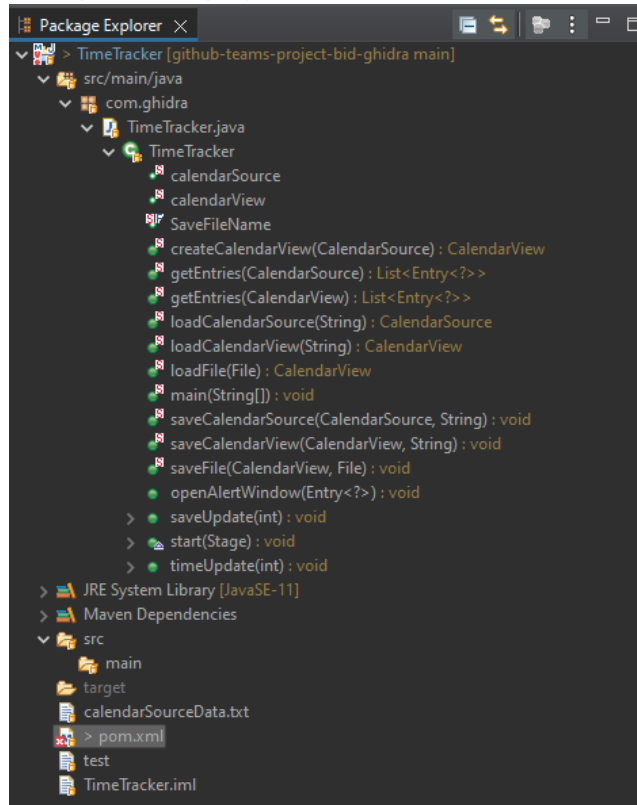 Package Explorer
> TimeTracker [github-teams-project-bid-ghidra main]
src/main/java
com.ghidra
TimeTracker.java
TimeTracker
calendarSource
calendarView
SaveFileName
createCalendarView(CalendarSource) : CalendarView
getEntries(CalendarSource) : List<Entry<?>>
getEntries(CalendarView) : List<Entry<?>>
loadCalendarSource(String) : CalendarSource
loadCalendarView(String) : CalendarView
loadFile(File) : CalendarView
main(String[]) : void
saveCalendarSource(CalendarSource, String) : void
saveCalendarView(CalendarView, String) : void
saveFile(CalendarView, File) : void
openAlertWindow(Entry<?>) : void
saveUpdate(int) : void
start(Stage) : void
timeUpdate(int) : void
JRE System Library [JavaSE-11]
Maven Dependencies
src
main
target
calendarSourceData.txt
> pom.xml
test
TimeTracker.iml